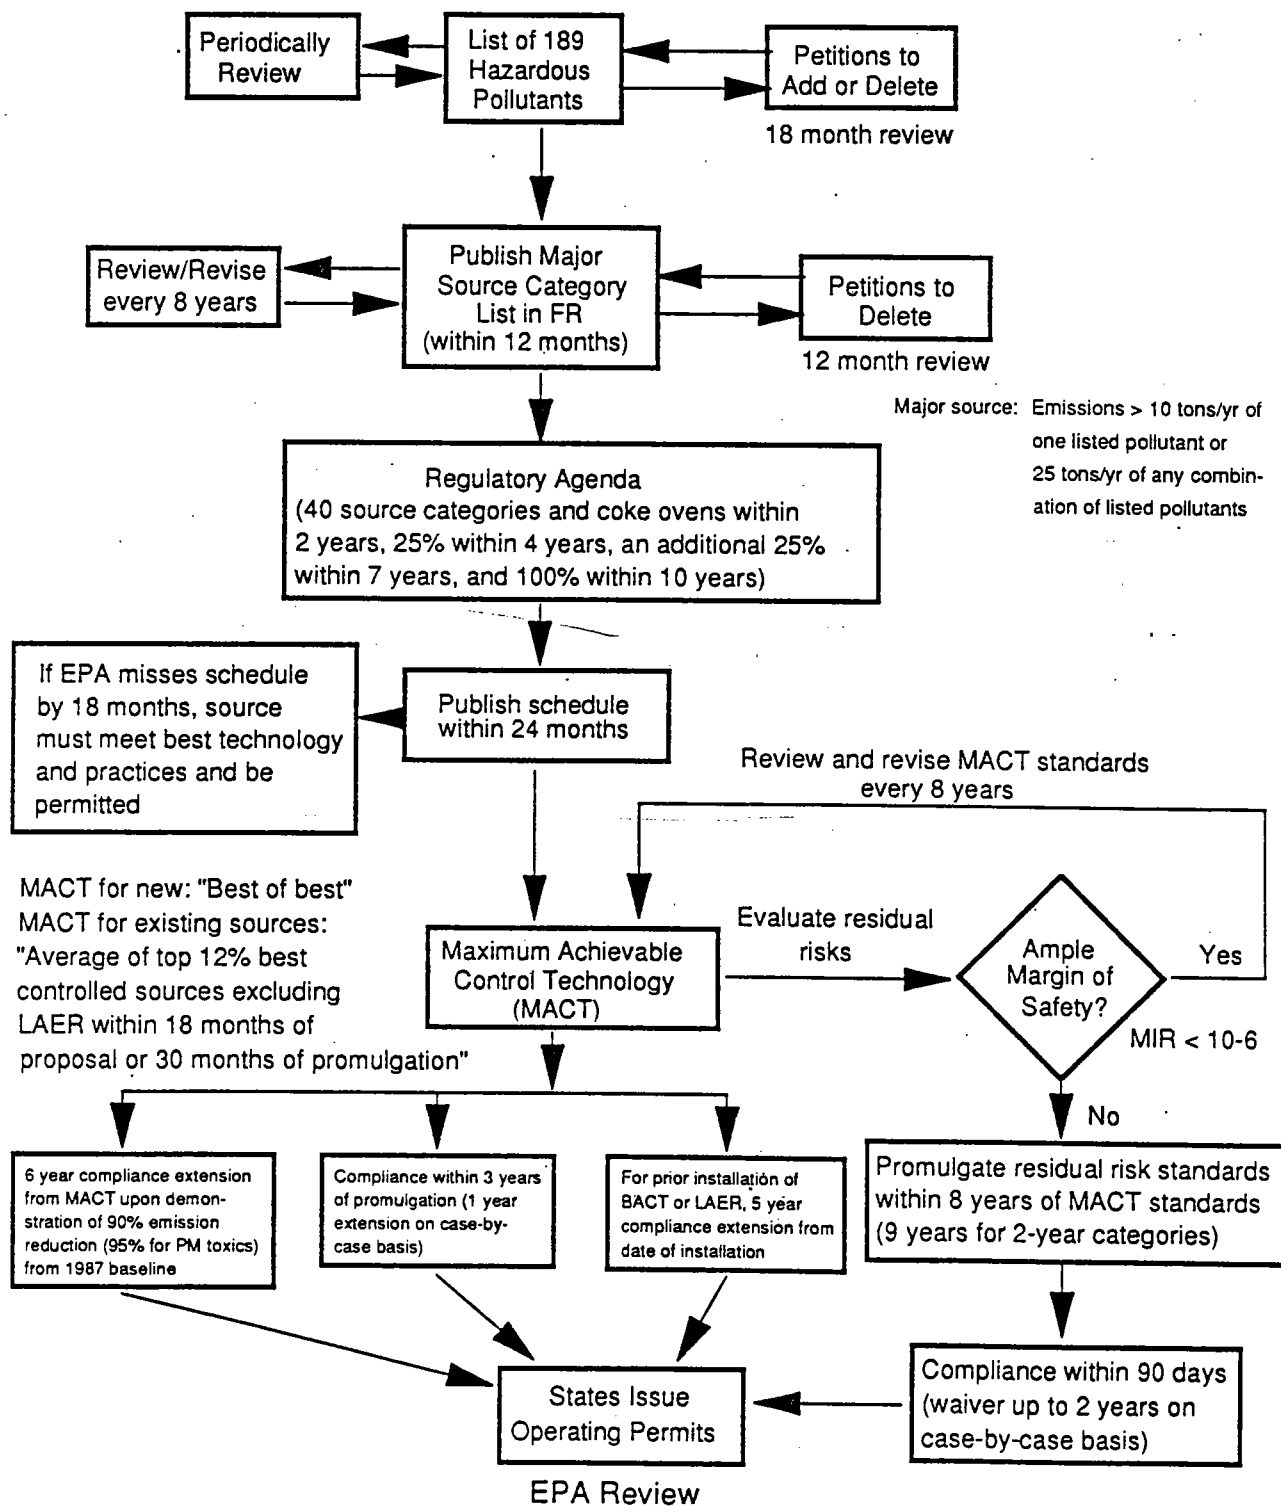 Periodically
Review
List of 189
Hazardous
Pollutants
Petitions to
Add or Delete
18 month review
Review/Revise
every 8 years
Publish Major
Source Category
List in FR
(within 12 months)
Petitions to
Delete
12 month review
Major source: Emissions > 10 tons/yr of
one listed pollutant or
25 tons/yr of any combin-
ation of listed pollutants
Regulatory Agenda
(40 source categories and coke ovens within
2 years, 25% within 4 years, an additional 25%
within 7 years, and 100% within 10 years)
If EPA misses schedule
by 18 months, source
must meet best technology
and practices and be
permitted
Publish schedule
within 24 months
Review and revise MACT standards
every 8 years
MACT for new: "Best of best"
MACT for existing sources:
"Average of top 12% best
controlled sources excluding
LAER within 18 months of
proposal or 30 months of promulgation"
Maximum Achievable
Control Technology
(MACT)
Evaluate residual
risks
Ample
Margin of
Safety?
Yes
MIR < 10-6
No
6 year compliance extension
from MACT upon demon-
stration of 90% emission
reduction (95% for PM toxics)
from 1987 baseline
Compliance within 3 years
of promulgation (1 year
extension on case-by-
case basis)
For prior installation of
BACT or LAER, 5 year
compliance extension from
date of installation
Promulgate residual risk standards
within 8 years of MACT standards
(9 years for 2-year categories)
States Issue
Operating Permits
Compliance within 90 days
(waiver up to 2 years on
case-by-case basis)
EPA Review